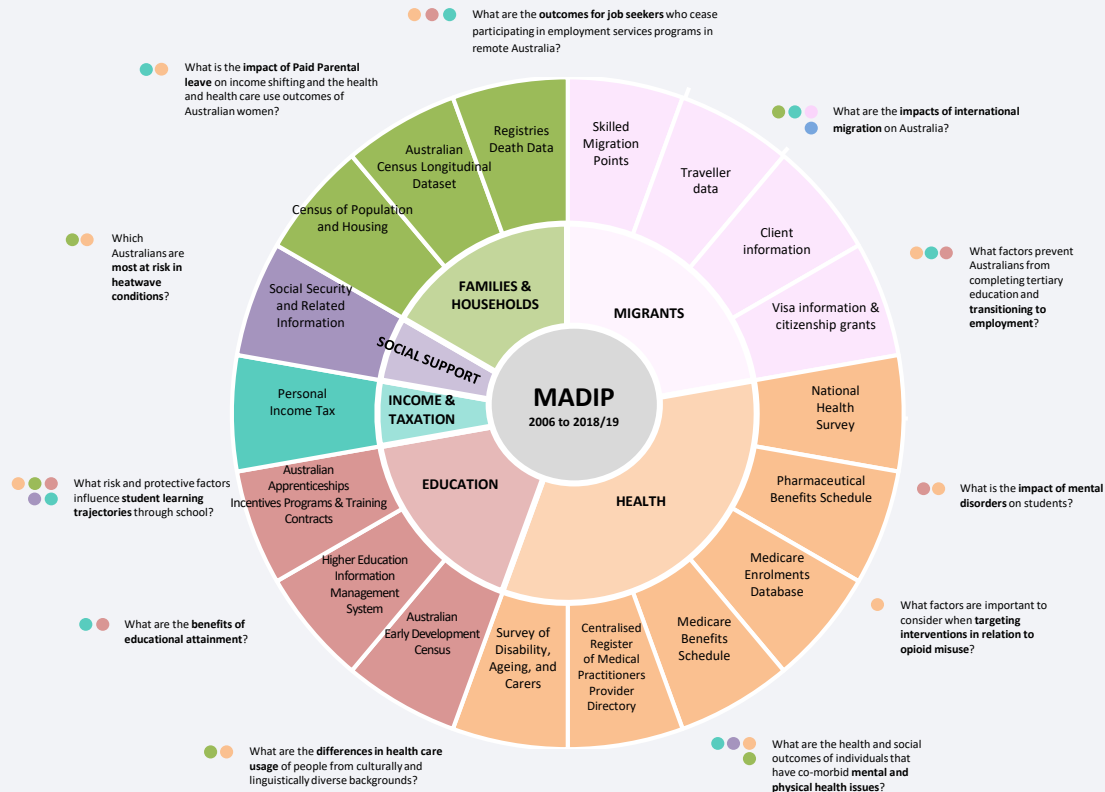 What are the outcomes for job seekers who cease
participating in employment services programs in
remote Australia?
What is the impact of Paid Parental
leave on income shifting and the health
and health care use outcomes of
Australian women?
What are the impacts of international
migration on Australia?
Which
Australians are
most at risk in
heatwave
conditions?
What factors prevent
Australians from
completing tertiary
education and
transitioning to
employment?
What risk and protective factors
influence student learning
trajectories through school?
What is the impact of mental
disorders on students?
What are the benefits of
educational attainment?
What factors are important to
consider when targeting
interventions in relation to
opioid misuse?
What are the differences in health care
usage of people from culturally and
linguistically diverse backgrounds?
What are the health and social
outcomes of individuals that
have co-morbid mental and
physical health issues?
Registries
Death Data
Australian
Census Longitudinal
Dataset
Census of Population
and Housing
Social Security
and Related
Information
Personal
Income Tax
Australian
Apprenticeships
Incentives Programs & Training
Contracts
Higher Education
Information
Management
System
Australian
Early Development
Census
Survey of
Disability,
Ageing, and
Carers
Centralised
Register
of Medical
Practitioners
Provider
Directory
Medicare
Benefits
Schedule
Medicare
Enrolments
Database
Pharmaceutical
Benefits Schedule
National
Health
Survey
Visa information &
citizenship grants
Client
information
Traveller
data
Skilled
Migration
Points
FAMILIES &
HOUSEHOLDS
MIGRANTS
SOCIAL SUPPORT
INCOME &
TAXATION
EDUCATION
HEALTH
MADIP
2006 to 2018/19